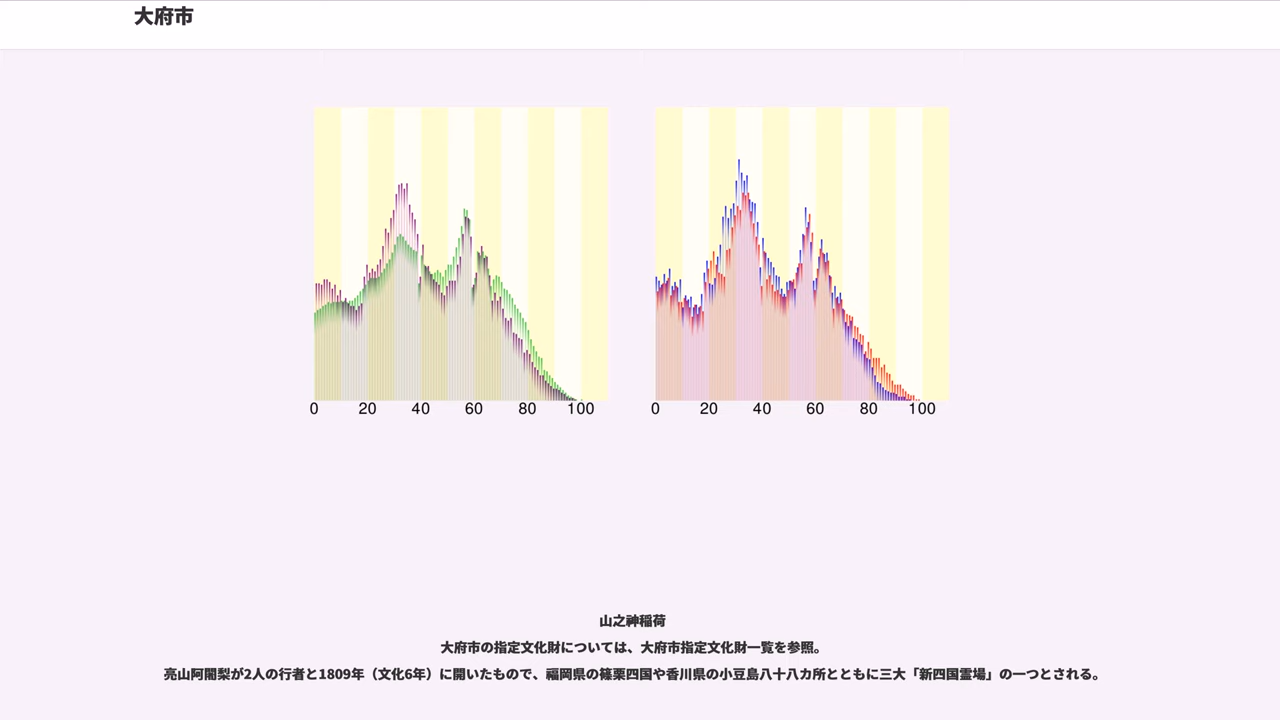 大府市
0 20 40 60 80 100
0 20 40 60 80 100
山之神稲荷
大府市の指定文化財については、大府市指定文化財一覧を参照。
亮山阿闍梨が2人の行者と1809年（文化6年）に開いたもので、福岡県の篠栗四国や香川県の小豆島八十八カ所とともに三大「新四国霊場」の一つとされる。